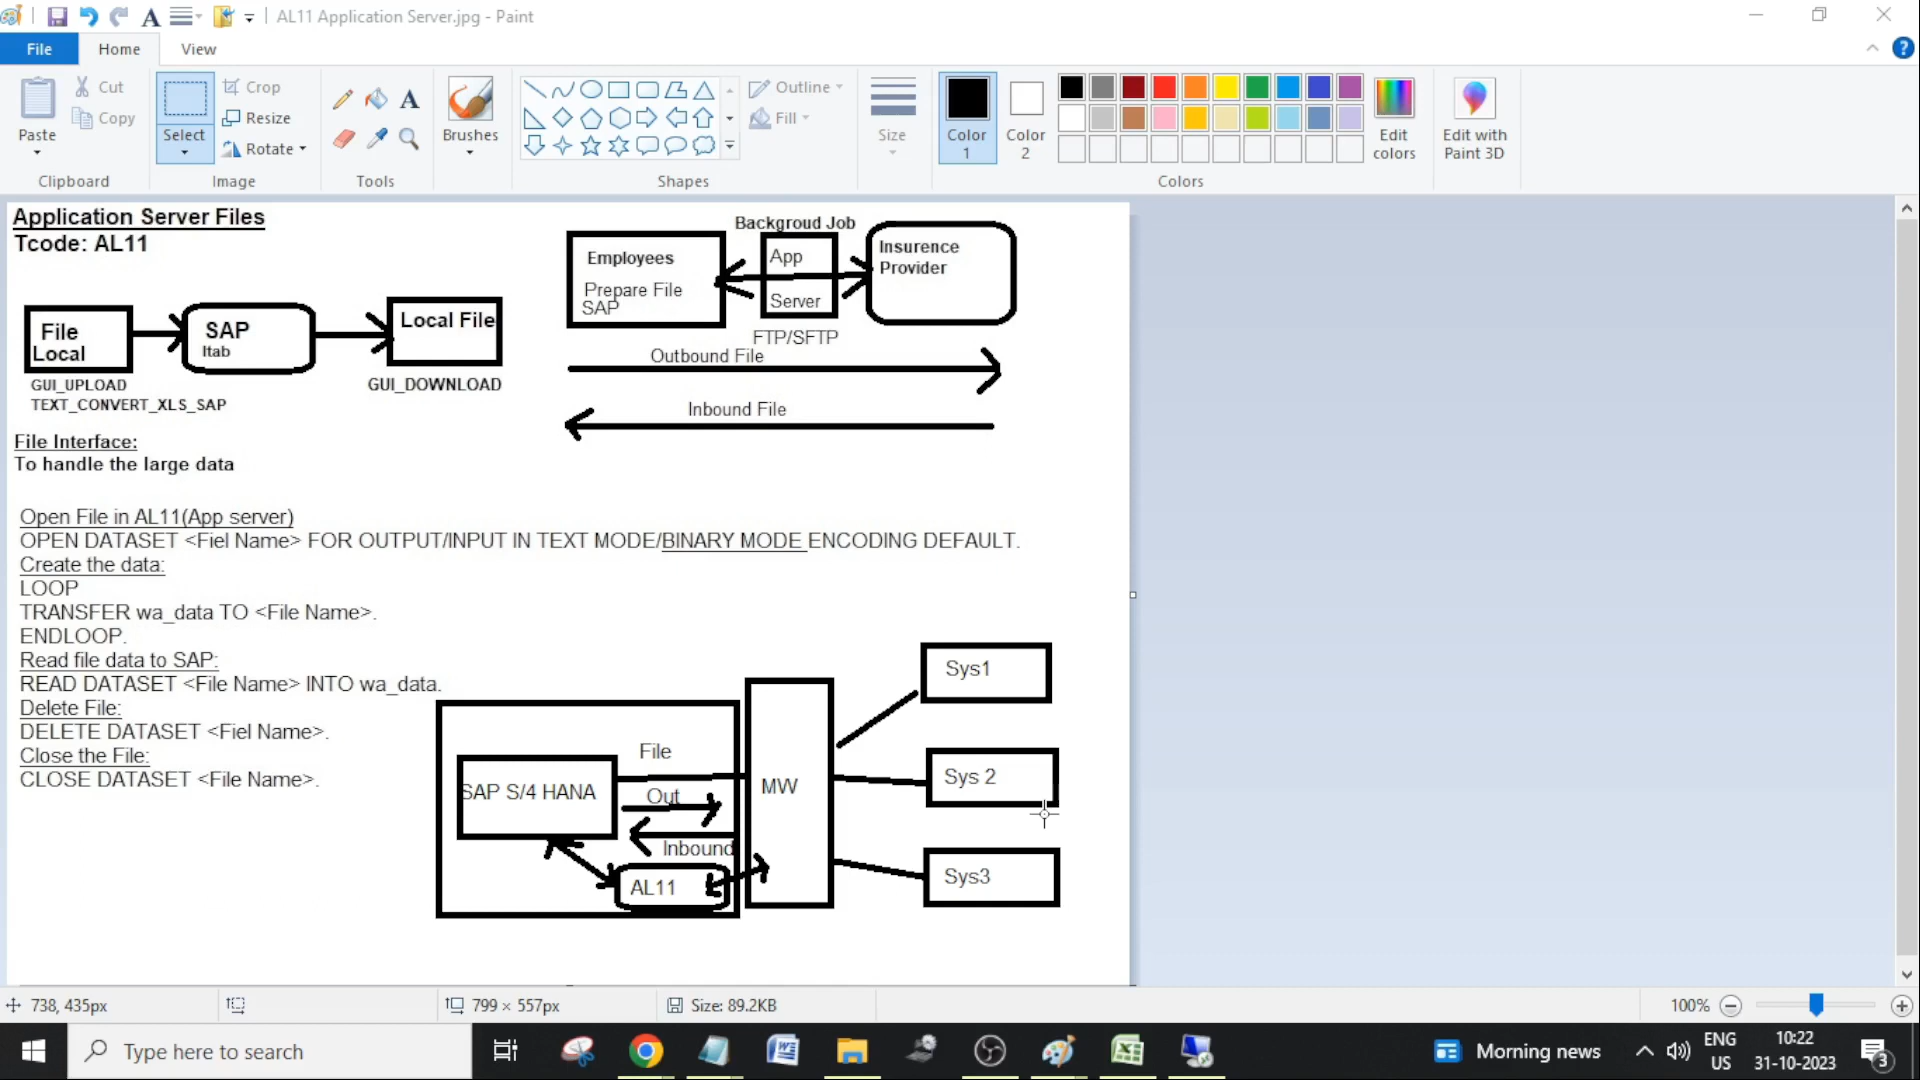 AL11 Application Server.jpg - Paint
File
Home
View
Paste
Cut
Copy
Clipboard
Select
Crop
Resize
Rotate
Image
Tools
Brushes
Shapes
Outline
Fill
Size
Color 1
Color 2
Edit colors
Edit with Paint 3D
Colors
Application Server Files
Tcode: AL11
File
Local
SAP
Itab
Local File
GUI_UPLOAD
TEXT_CONVERT_XLS_SAP
GUI_DOWNLOAD
Backgroud Job
Employees
Prepare File
SAP
App
Server
Insurence
Provider
FTP/SFTP
Outbound File
Inbound File
File Interface:
To handle the large data
Open File in AL11(App server)
OPEN DATASET <Fiel Name> FOR OUTPUT/INPUT IN TEXT MODE/BINARY MODE ENCODING DEFAULT.
Create the data:
LOOP
TRANSFER wa_data TO <File Name>.
ENDLOOP.
Read file data to SAP:
READ DATASET <File Name> INTO wa_data.
Delete File:
DELETE DATASET <Fiel Name>.
Close the File:
CLOSE DATASET <File Name>.
SAP S/4 HANA
File
Out
Inbound
AL11
MW
Sys1
Sys 2
Sys3
738, 435px
799 × 557px
Size: 89.2KB
100%
Type here to search
Morning news
ENG
US
10:22
31-10-2023
3